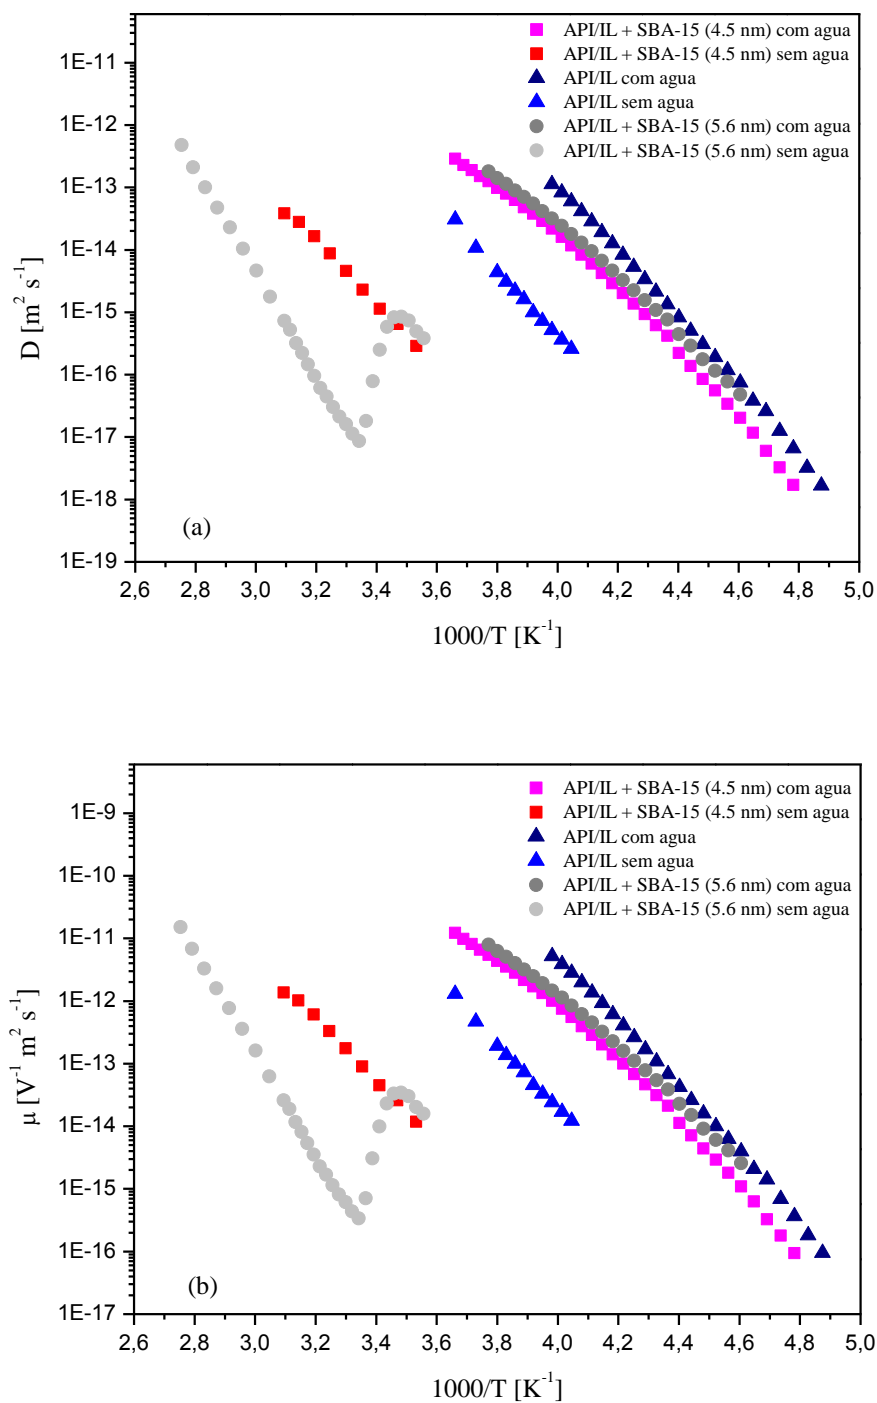 API/IL + SBA-15 (4.5 nm) com agua
API/IL + SBA-15 (4.5 nm) sem agua
API/IL com agua
API/IL sem agua
API/IL + SBA-15 (5.6 nm) com agua
API/IL + SBA-15 (5.6 nm) sem agua
1E-11
1E-12
1E-13
1E-14
1E-15
1E-16
1E-17
1E-18
1E-19
D [m² s⁻¹]
(a)
2,6 2,8 3,0 3,2 3,4 3,6 3,8 4,0 4,2 4,4 4,6 4,8 5,0
1000/T [K⁻¹]
API/IL + SBA-15 (4.5 nm) com agua
API/IL + SBA-15 (4.5 nm) sem agua
API/IL com agua
API/IL sem agua
API/IL + SBA-15 (5.6 nm) com agua
API/IL + SBA-15 (5.6 nm) sem agua
1E-9
1E-10
1E-11
1E-12
1E-13
1E-14
1E-15
1E-16
1E-17
μ [V⁻¹ m² s⁻¹]
(b)
2,6 2,8 3,0 3,2 3,4 3,6 3,8 4,0 4,2 4,4 4,6 4,8 5,0
1000/T [K⁻¹]